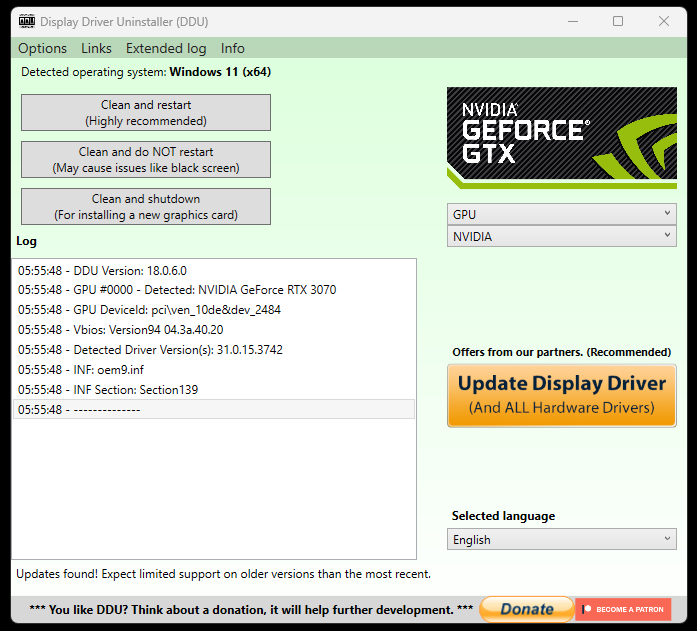 Display Driver Uninstaller (DDU)
Options Links Extended log Info
Detected operating system: Windows 11 (x64)
Clean and restart
(Highly recommended)
Clean and do NOT restart
(May cause issues like black screen)
Clean and shutdown
(For installing a new graphics card)
NVIDIA
GEFORCE®
GTX
GPU
NVIDIA
Log
05:55:48 - DDU Version: 18.0.6.0
05:55:48 - GPU #0000 - Detected: NVIDIA GeForce RTX 3070
05:55:48 - GPU DeviceId: pci\ven_10de&dev_2484
05:55:48 - Vbios: Version94 04.3a.40.20
05:55:48 - Detected Driver Version(s): 31.0.15.3742
05:55:48 - INF: oem9.inf
05:55:48 - INF Section: Section139
05:55:48 - --------------
Offers from our partners. (Recommended)
Update Display Driver
(And ALL Hardware Drivers)
Selected language
English
Updates found! Expect limited support on older versions than the most recent.
*** You like DDU? Think about a donation, it will help further development. ***
Donate
BECOME A PATRON